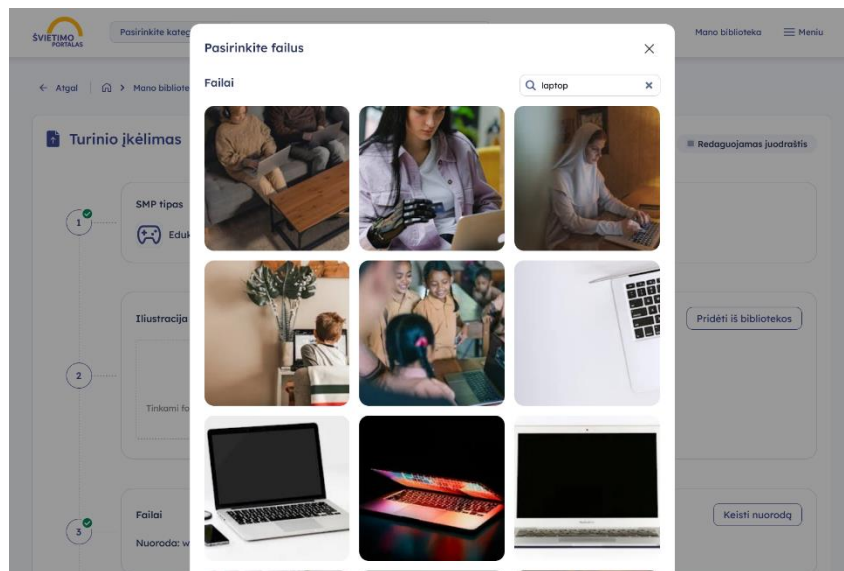 ŠVIETIMO
PORTALAS
Pasirinkite kateg
Mano biblioteka
Meniu
Pasirinkite failus
Failai
laptop
Atgal
Mano bibliote
Turinio įkėlimas
Redaguojamas juodraštis
1
SMP tipas
Eduk
2
Iliustracija
Pridėti iš bibliotekos
Tinkami fo
3
Failai
Keisti nuorodą
Nuoroda: w